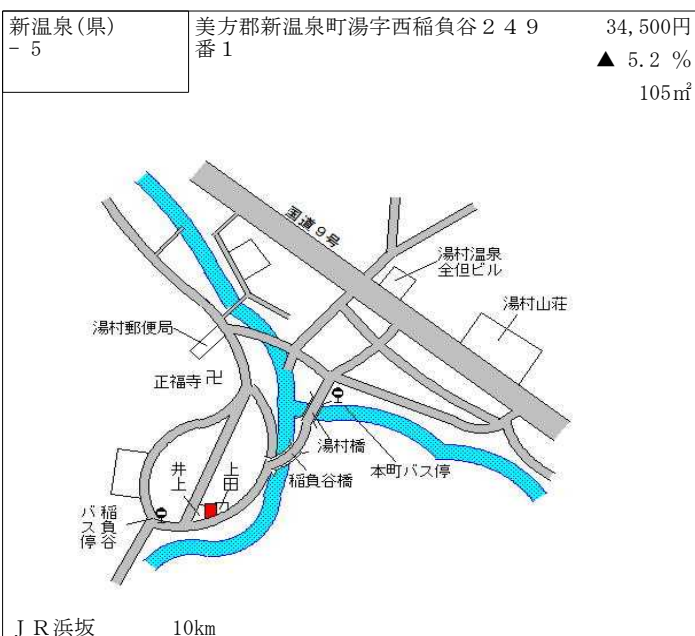 新温泉(県)
- 5
美方郡新温泉町湯字西稲負谷249
番1
34,500円
▲ 5.2 %
105㎡
国道9号
湯村温泉
全但ビル
湯村山荘
湯村郵便局
正福寺卍
湯村橋
本町バス停
稲負谷橋
井上
上田
稲負谷
バス停
JR浜坂 10km